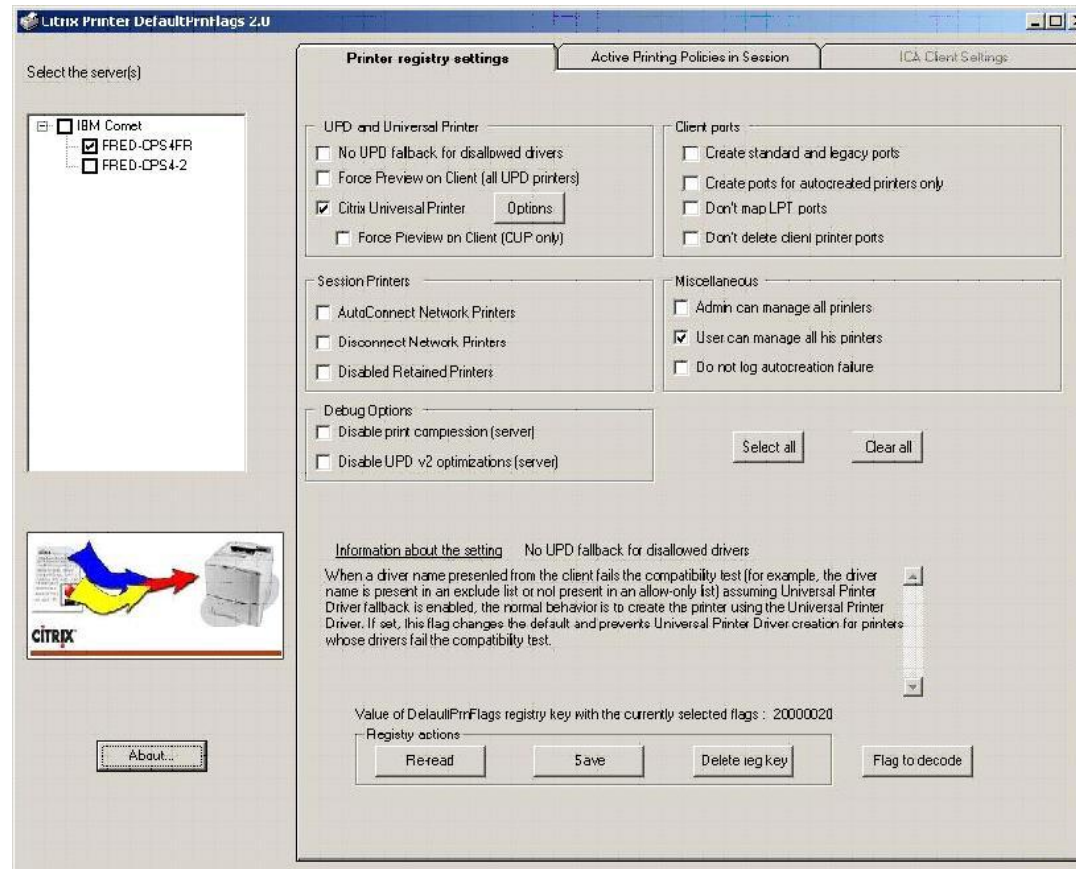 Citrix Printer DefaultPrnFlags 2.0
Select the server(s)
IBM Comet
FRED-CPS4FR
FRED-CPS4-2
CITRIX
About...
Printer registry settings
Active Printing Policies in Session
ICA Client Settings
UPD and Universal Printer
No UPD fallback for disallowed drivers
Force Preview on Client (all UPD printers)
Citrix Universal Printer
Options
Force Preview on Client (CUP only)
Client ports
Create standard and legacy ports
Create ports for autocreated printers only
Don't map LPT ports
Don't delete client printer ports
Session Printers
AutoConnect Network Printers
Disconnect Network Printers
Disabled Retained Printers
Miscellaneous
Admin can manage all printers
User can manage all his printers
Do not log autocreation failure
Debug Options
Disable print compression (server)
Disable UPD v2 optimizations (server)
Select all
Clear all
Information about the setting No UPD fallback for disallowed drivers
When a driver name presented from the client fails the compatibility test (for example, the driver
name is present in an exclude list or not present in an allow-only list) assuming Universal Printer
Driver fallback is enabled, the normal behavior is to create the printer using the Universal Printer
Driver. If set, this flag changes the default and prevents Universal Printer Driver creation for printers
whose drivers fail the compatibility test.
Value of DefaultPrnFlags registry key with the currently selected flags : 20000020
Registry actions
Re-read
Save
Delete reg key
Flag to decode